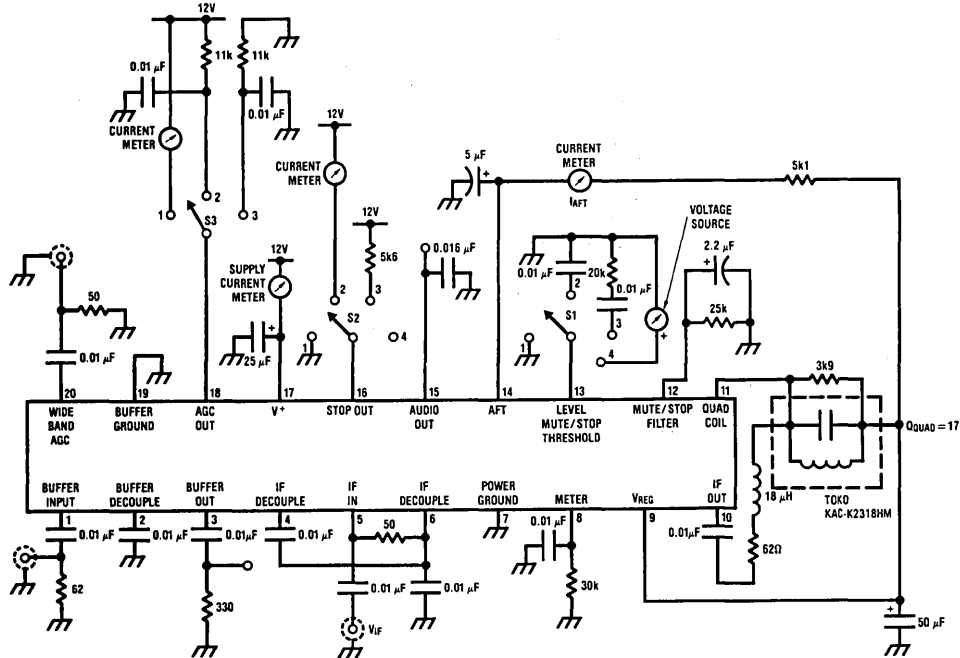 12V
11k
11k
0.01 µF
0.01 µF
CURRENT
METER
12V
CURRENT
METER
1
2
S3
3
5 µF
+
CURRENT
METER
I_AFT
5k1
VOLTAGE
SOURCE
+
2.2 µF
+
25k
12V
5k6
0.016 µF
12V
SUPPLY
CURRENT
METER
+
25 µF
2
3
S2
1
4
0.01 µF
20k
2
0.01 µF
S1
3
1
4
50
0.01 µF
3k9
Q_QUAD = 17
TOKO
KAC-K2318HM
18 µH
62Ω
20
19
18
17
16
15
14
13
12
11
WIDE
BAND
AGC
BUFFER
GROUND
AGC
OUT
V+
STOP OUT
AUDIO
OUT
AFT
LEVEL
MUTE/STOP
THRESHOLD
MUTE/STOP
FILTER
QUAD
COIL
BUFFER
INPUT
BUFFER
DECOUPLE
BUFFER
OUT
IF
DECOUPLE
IF
IN
IF
DECOUPLE
POWER
GROUND
METER
VREG
IF
OUT
1
2
3
4
5
6
7
8
9
10
0.01 µF
0.01 µF
0.01µF
0.01 µF
50
0.01 µF
0.01µF
62
330
0.01 µF
0.01 µF
30k
V_IF
+
50 µF